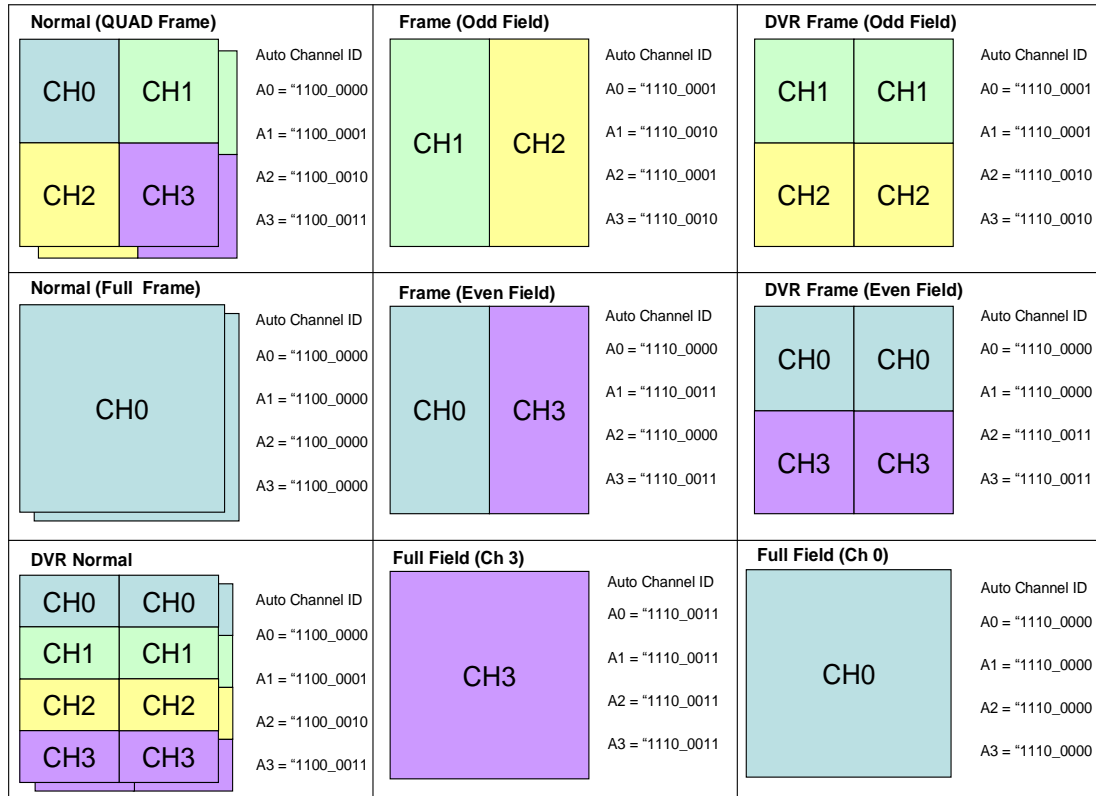 Normal (QUAD Frame)
CH0 CH1
CH2 CH3
Auto Channel ID
A0 = “1100_0000
A1 = “1100_0001
A2 = “1100_0010
A3 = “1100_0011
Frame (Odd Field)
CH1 CH2
Auto Channel ID
A0 = “1110_0001
A1 = “1110_0010
A2 = “1110_0001
A3 = “1110_0010
DVR Frame (Odd Field)
CH1 CH1
CH2 CH2
Auto Channel ID
A0 = “1110_0001
A1 = “1110_0001
A2 = “1110_0010
A3 = “1110_0010
Normal (Full Frame)
CH0
Auto Channel ID
A0 = “1100_0000
A1 = “1100_0000
A2 = “1100_0000
A3 = “1100_0000
Frame (Even Field)
CH0 CH3
Auto Channel ID
A0 = “1110_0000
A1 = “1110_0011
A2 = “1110_0000
A3 = “1110_0011
DVR Frame (Even Field)
CH0 CH0
CH3 CH3
Auto Channel ID
A0 = “1110_0000
A1 = “1110_0000
A2 = “1110_0011
A3 = “1110_0011
DVR Normal
CH0 CH0
CH1 CH1
CH2 CH2
CH3 CH3
Auto Channel ID
A0 = “1100_0000
A1 = “1100_0001
A2 = “1100_0010
A3 = “1100_0011
Full Field (Ch 3)
CH3
Auto Channel ID
A0 = “1110_0011
A1 = “1110_0011
A2 = “1110_0011
A3 = “1110_0011
Full Field (Ch 0)
CH0
Auto Channel ID
A0 = “1110_0000
A1 = “1110_0000
A2 = “1110_0000
A3 = “1110_0000